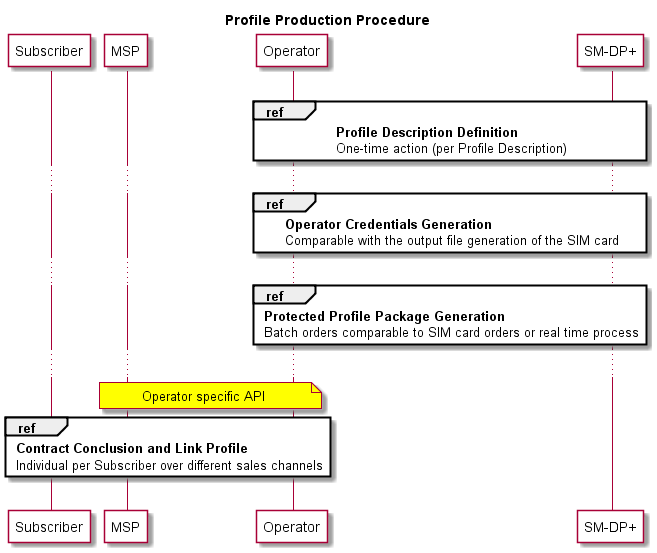 Profile Production Procedure
Subscriber
MSP
Operator
SM-DP+
ref
Profile Description Definition
One-time action (per Profile Description)
ref
Operator Credentials Generation
Comparable with the output file generation of the SIM card
ref
Protected Profile Package Generation
Batch orders comparable to SIM card orders or real time process
Operator specific API
ref
Contract Conclusion and Link Profile
Individual per Subscriber over different sales channels
Subscriber
MSP
Operator
SM-DP+